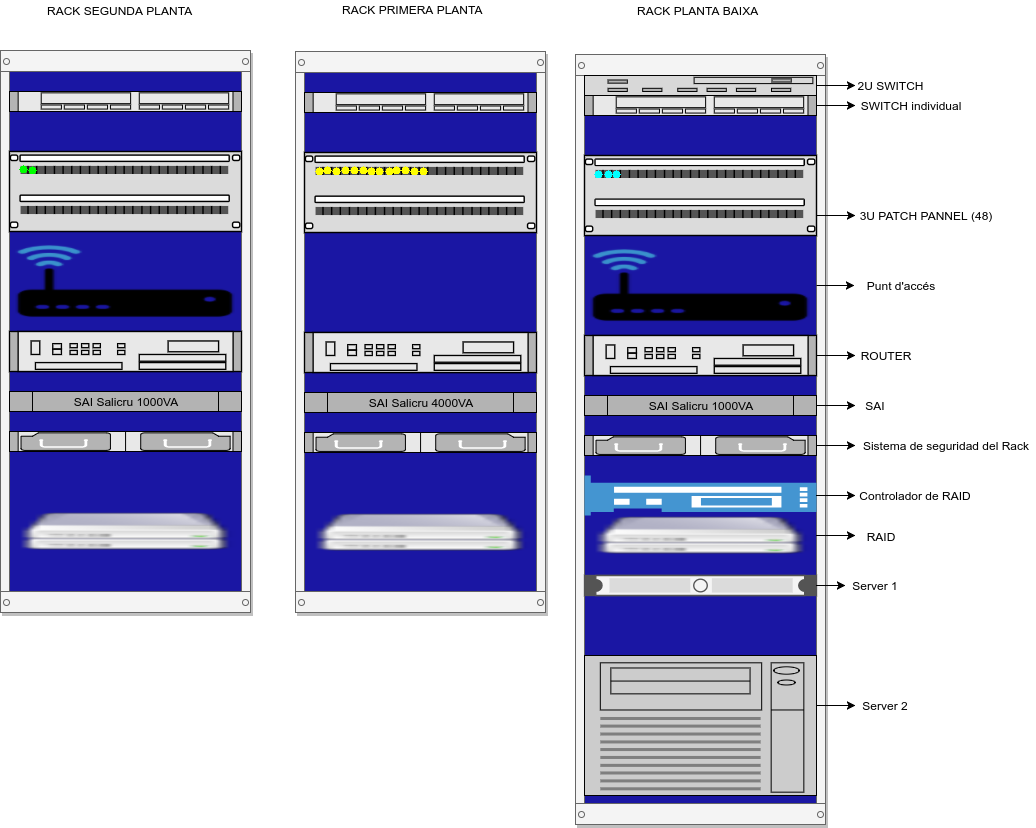 RACK SEGUNDA PLANTA
RACK PRIMERA PLANTA
RACK PLANTA BAIXA
2U SWITCH
SWITCH individual
3U PATCH PANNEL (48)
Punt d'accés
ROUTER
SAI Salicru 1000VA
SAI Salicru 4000VA
SAI Salicru 1000VA
SAI
Sistema de seguridad del Rack
Controlador de RAID
RAID
Server 1
Server 2